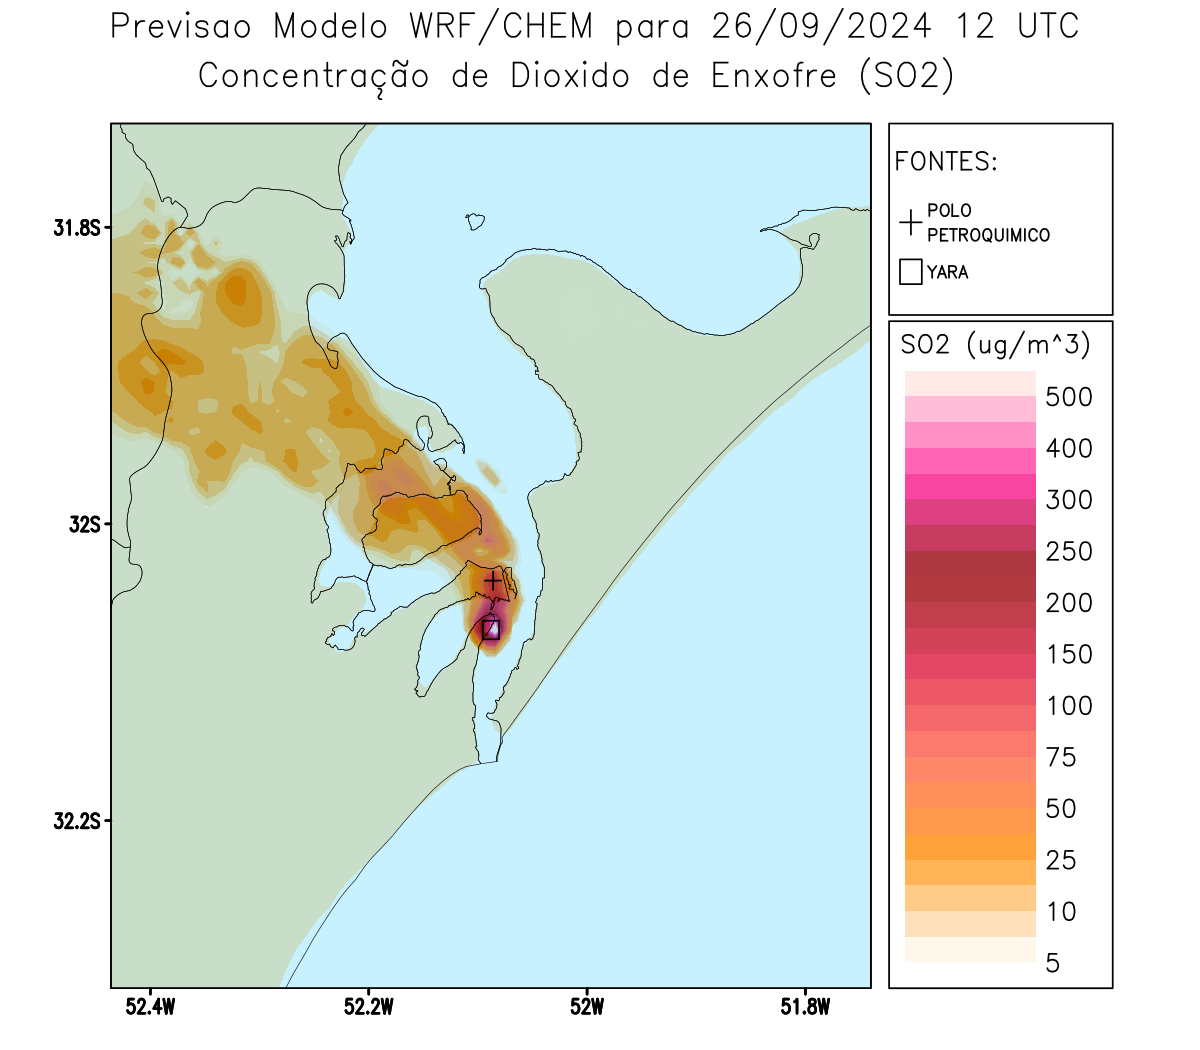 Previsao Modelo WRF/CHEM para 26/09/2024 12 UTC
Concentração de Dioxido de Enxofre (SO2)
FONTES:
POLO
PETROQUIMICO
YARA
SO2 (ug/m^3)
500
400
300
250
200
150
100
75
50
25
10
5
31.8S
32S
32.2S
52.4W
52.2W
52W
51.8W